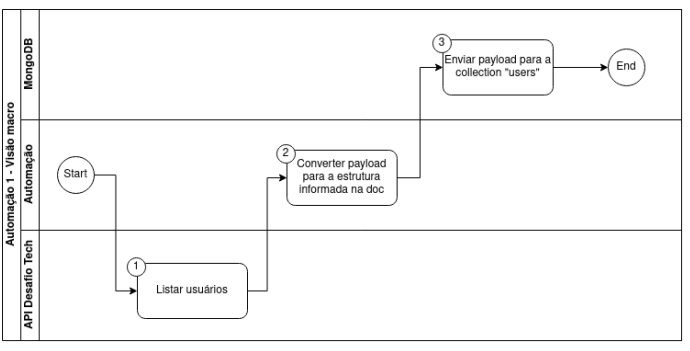 Automação 1 - Visão macro
MongoDB
3
Enviar payload para a
collection "users"
End
Automação
Start
2
Converter payload
para a estrutura
informada na doc
API Desafio Tech
1
Listar usuários